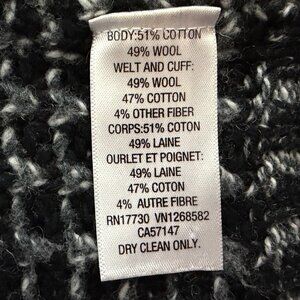 BODY:51% COTTON
49% WOOL
WELT AND CUFF:
49% WOOL
47% COTTON
4% OTHER FIBER
CORPS:51% COTON
49% LAINE
OURLET ET POIGNET:
49% LAINE
47% COTON
4% AUTRE FIBRE
RN17730 VN1268582
CA57147
DRY CLEAN ONLY.